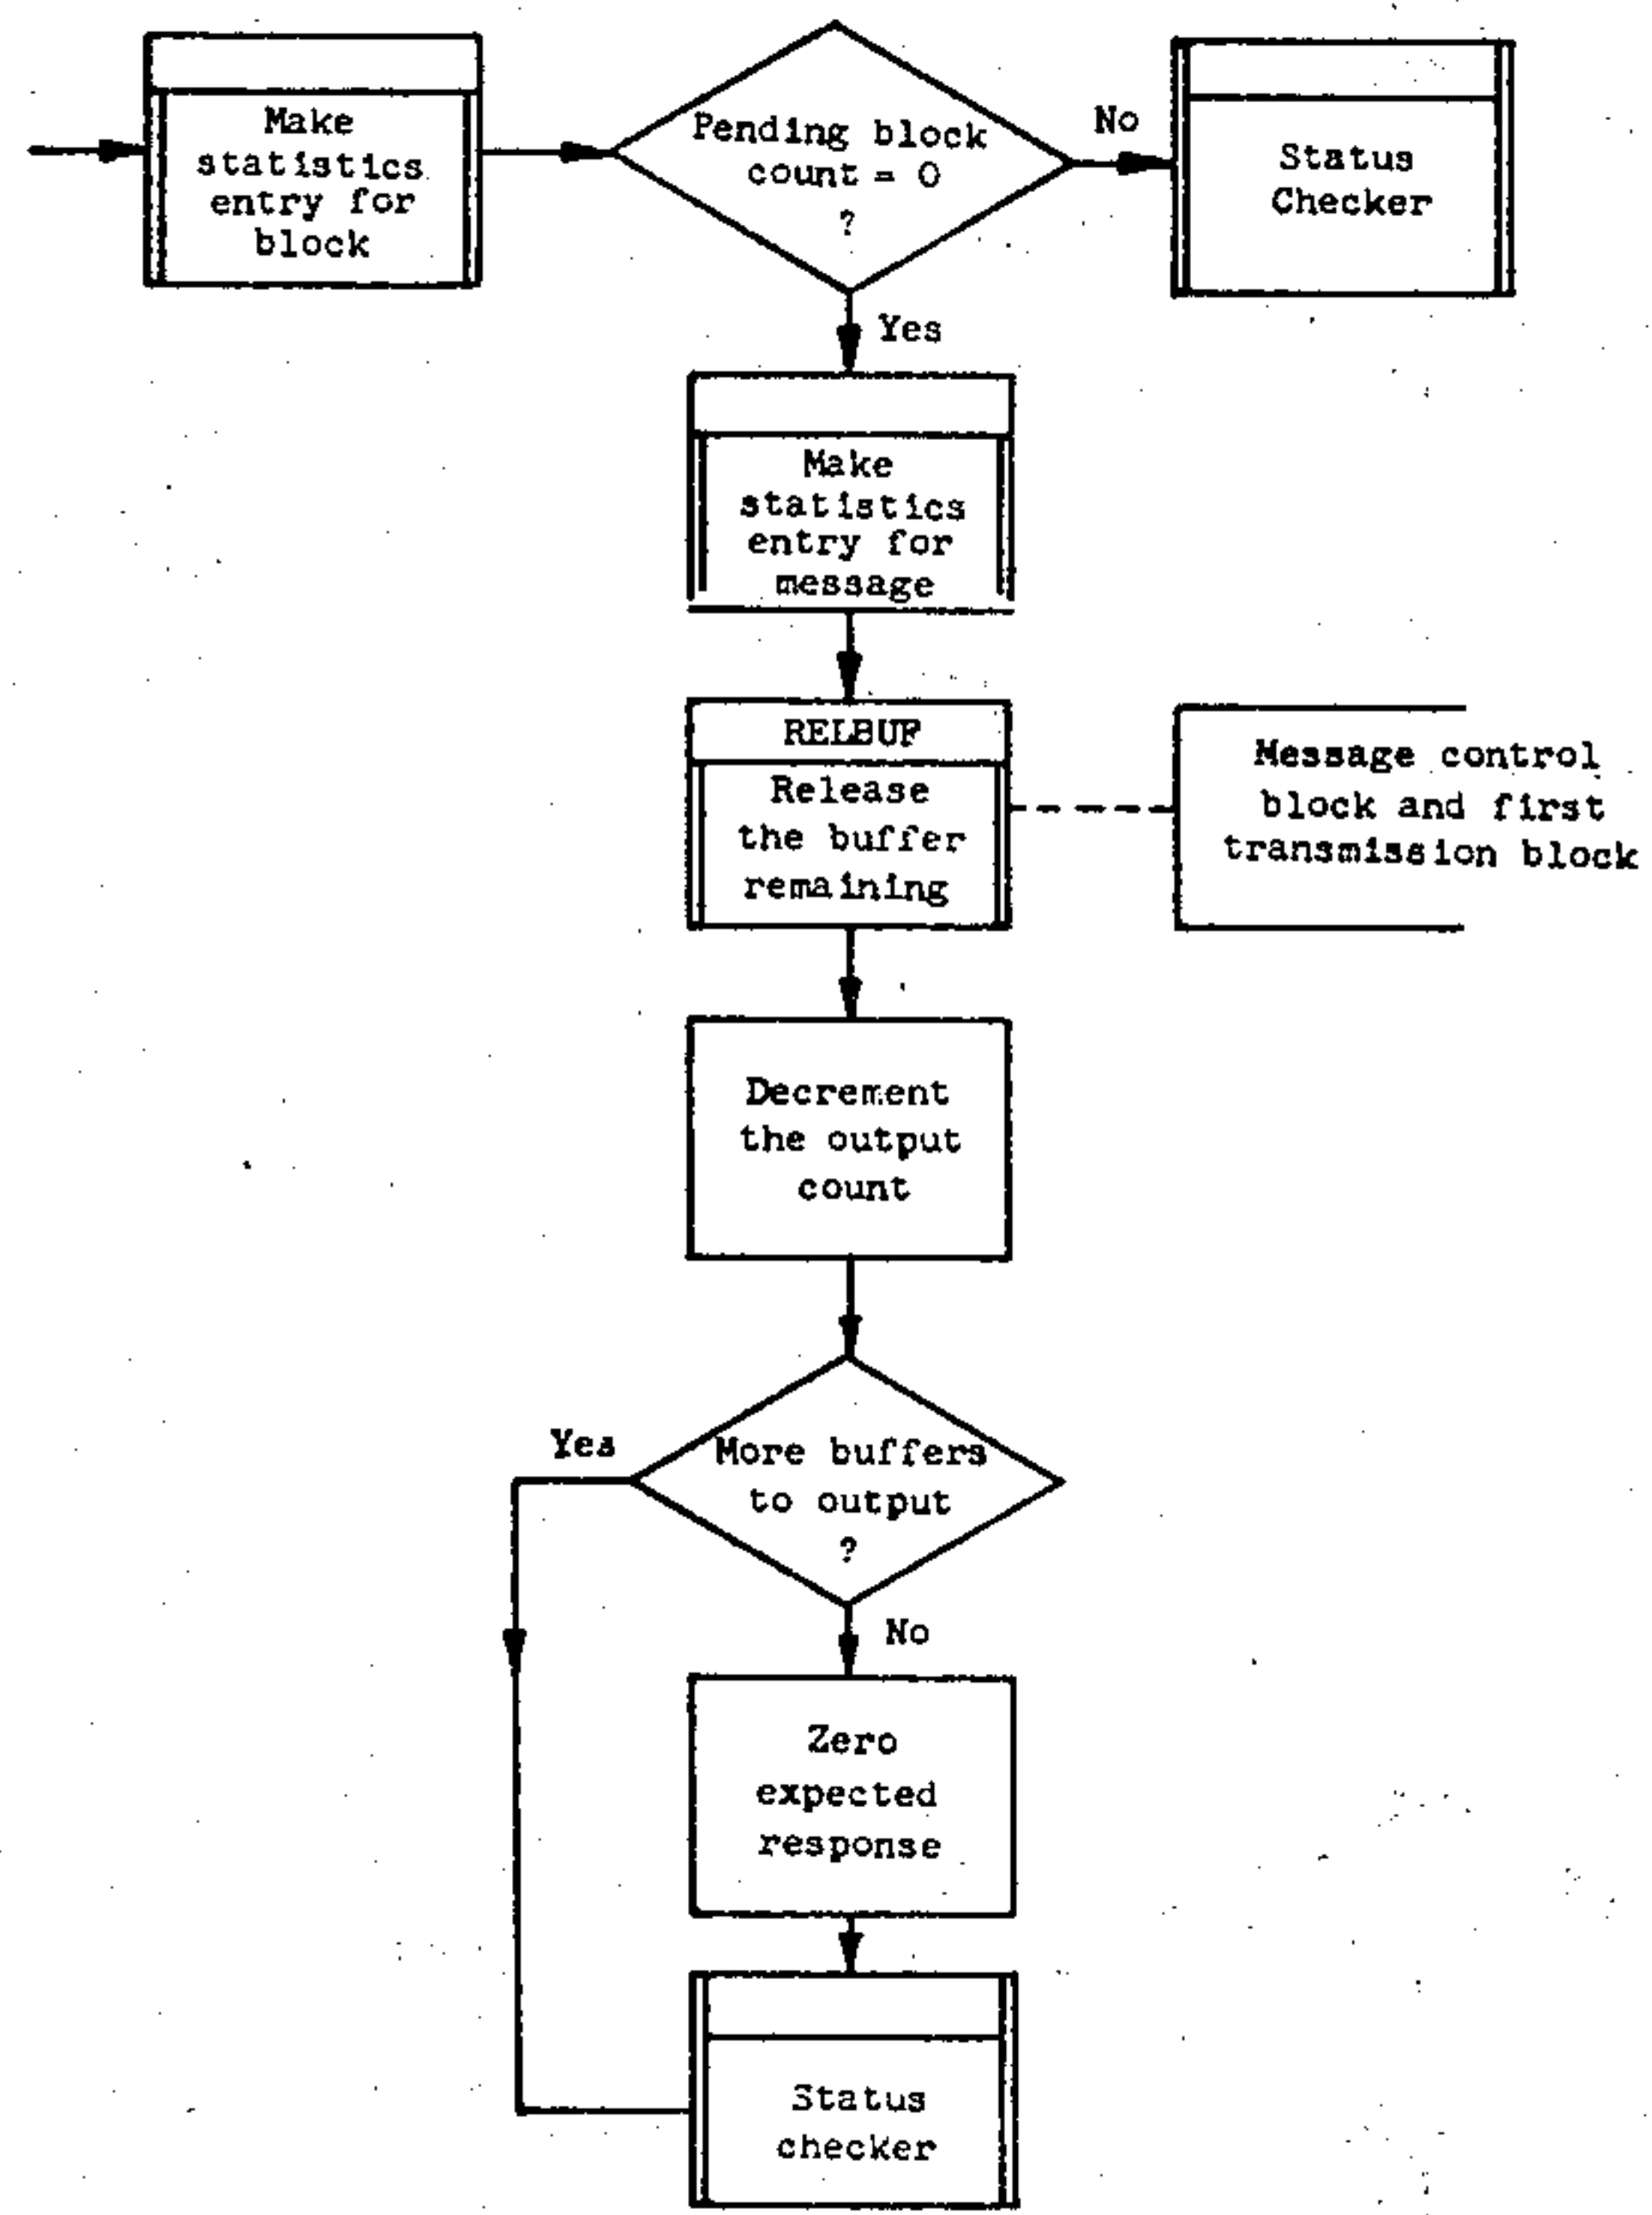 Make
statistics
entry for
block
Pending block
count = 0
?
No
Status
Checker
Yes
Make
statistics
entry for
message
RELBUF
Release
the buffer
remaining
Message control
block and first
transmission block
Decrement
the output
count
Yes
More buffers
to output
?
No
Zero
expected
response
Status
checker